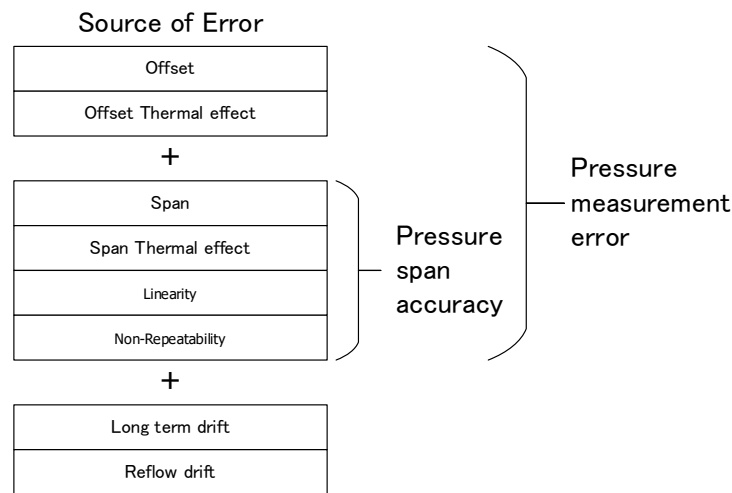 Source of Error
Offset
Offset Thermal effect
+
Span
Span Thermal effect
Linearity
Non-Repeatability
+
Long term drift
Reflow drift
Pressure
span
accuracy
Pressure
measurement
error